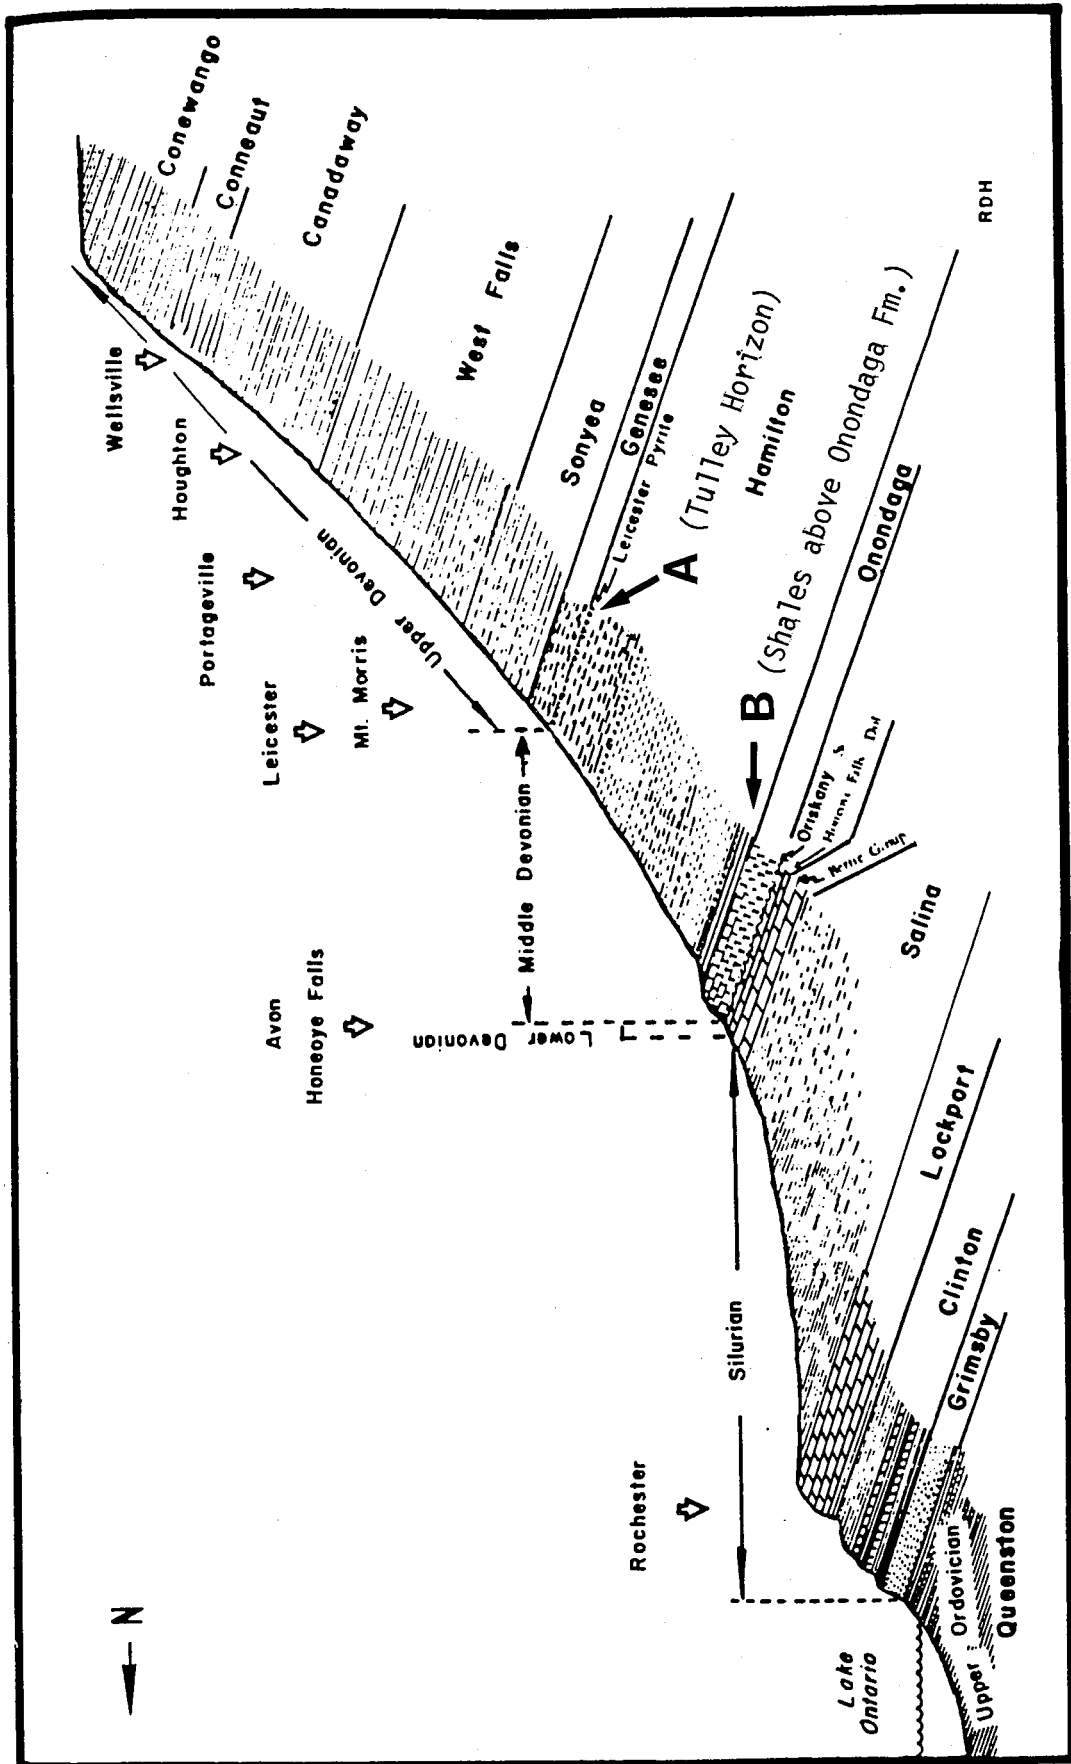 N
Wellsville
Houghton
Portageville
Leicester
Mt. Morris
Avon
Honeoye Falls
Rochester
Upper Devonian
Middle Devonian
Lower Devonian
Silurian
Lake
Ontario
Upper Ordovician
Queenston
Grimsby
Clinton
Lockport
Salina
Oriskany
Onondaga
B (Shales above Onondaga Fm.)
Hamilton
A (Tulley Horizon)
Leicester Pyrite
Genesee
Sonyea
West Falls
Canadaway
Conneaut
Conewango
RDH